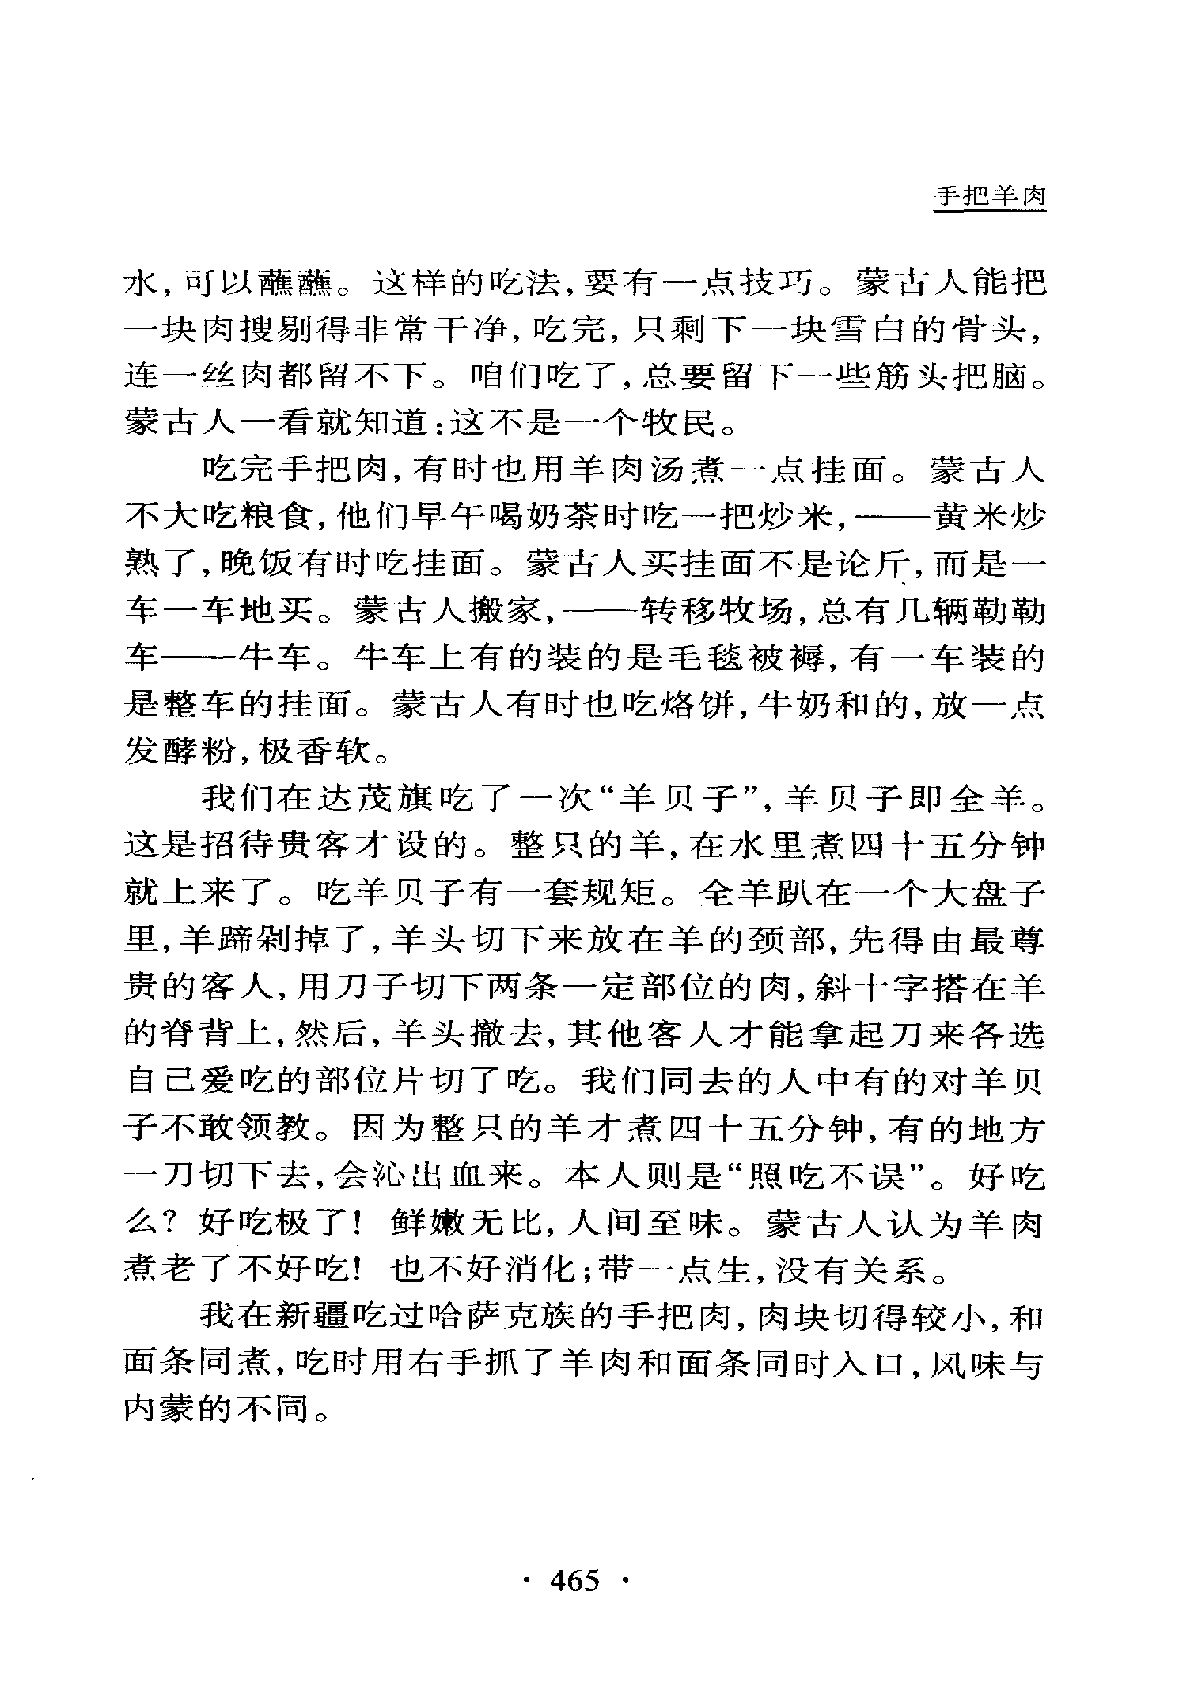 手把羊肉
水,可以蘸蘸。这样的吃法,要有一点技巧。蒙古人能把
一块肉搜剔得非常干净,吃完,只剩下一块雪白的骨头,
连一丝肉都留不下。咱们吃了,总要留下一些筋头把脑。
蒙古人一看就知道:这不是一个牧民。
吃完手把肉,有时也用羊肉汤煮一点挂面。蒙古人
不大吃粮食,他们早午喝奶茶时吃一把炒米,——黄米炒
熟了,晚饭有时吃挂面。蒙古人买挂面不是论斤,而是一
车一车地买。蒙古人搬家,——转移牧场,总有几辆勒勒
车——牛车。牛车上有的装的是毛毯被褥,有一车装的
是整车的挂面。蒙古人有时也吃烙饼,牛奶和的,放一点
发酵粉,极香软。
我们在达茂旗吃了一次“羊贝子”,羊贝子即全羊。
这是招待贵客才设的。整只的羊,在水里煮四十五分钟
就上来了。吃羊贝子有一套规矩。全羊趴在一个大盘子
里,羊蹄剁掉了,羊头切下来放在羊的颈部,先得由最尊
贵的客人,用刀子切下两条一定部位的肉,斜十字搭在羊
的脊背上,然后,羊头撤去,其他客人才能拿起刀来各选
自己爱吃的部位片切了吃。我们同去的人中有的对羊贝
子不敢领教。因为整只的羊才煮四十五分钟,有的地方
一刀切下去,会沁出血来。本人则是“照吃不误”。好吃
么?好吃极了!鲜嫩无比,人间至味。蒙古人认为羊肉
煮老了不好吃!也不好消化;带一点生,没有关系。
我在新疆吃过哈萨克族的手把肉,肉块切得较小,和
面条同煮,吃时用右手抓了羊肉和面条同时入口,风味与
内蒙的不同。
· 465 ·